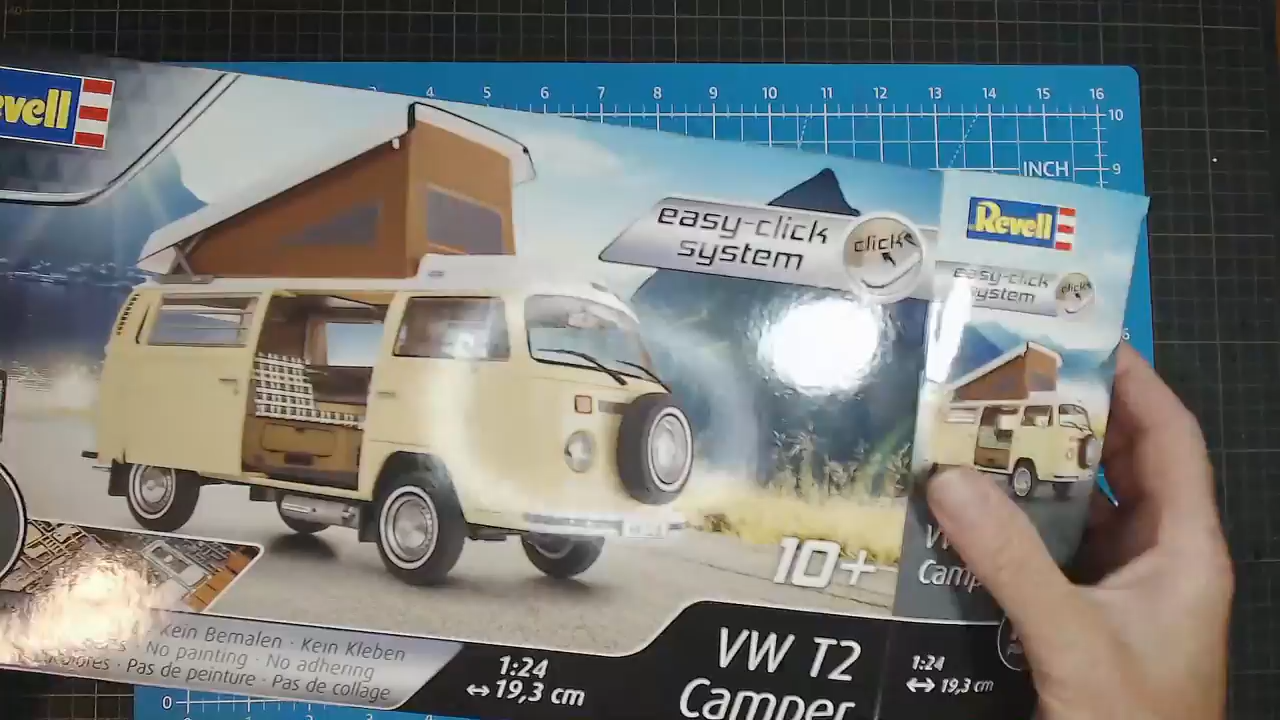 evell
4 5 6 7 8 9 10 11 12 13 14 15 16
10
INCH
9
easy-click
system
click
Revell
easy-click
system
click
10+
Kein Bemalen · Kein Kleben
No painting · No adhering
Pas de peinture · Pas de collage
1:24
19,3 cm
VW T2
Camper
1:24
19,3 cm
0